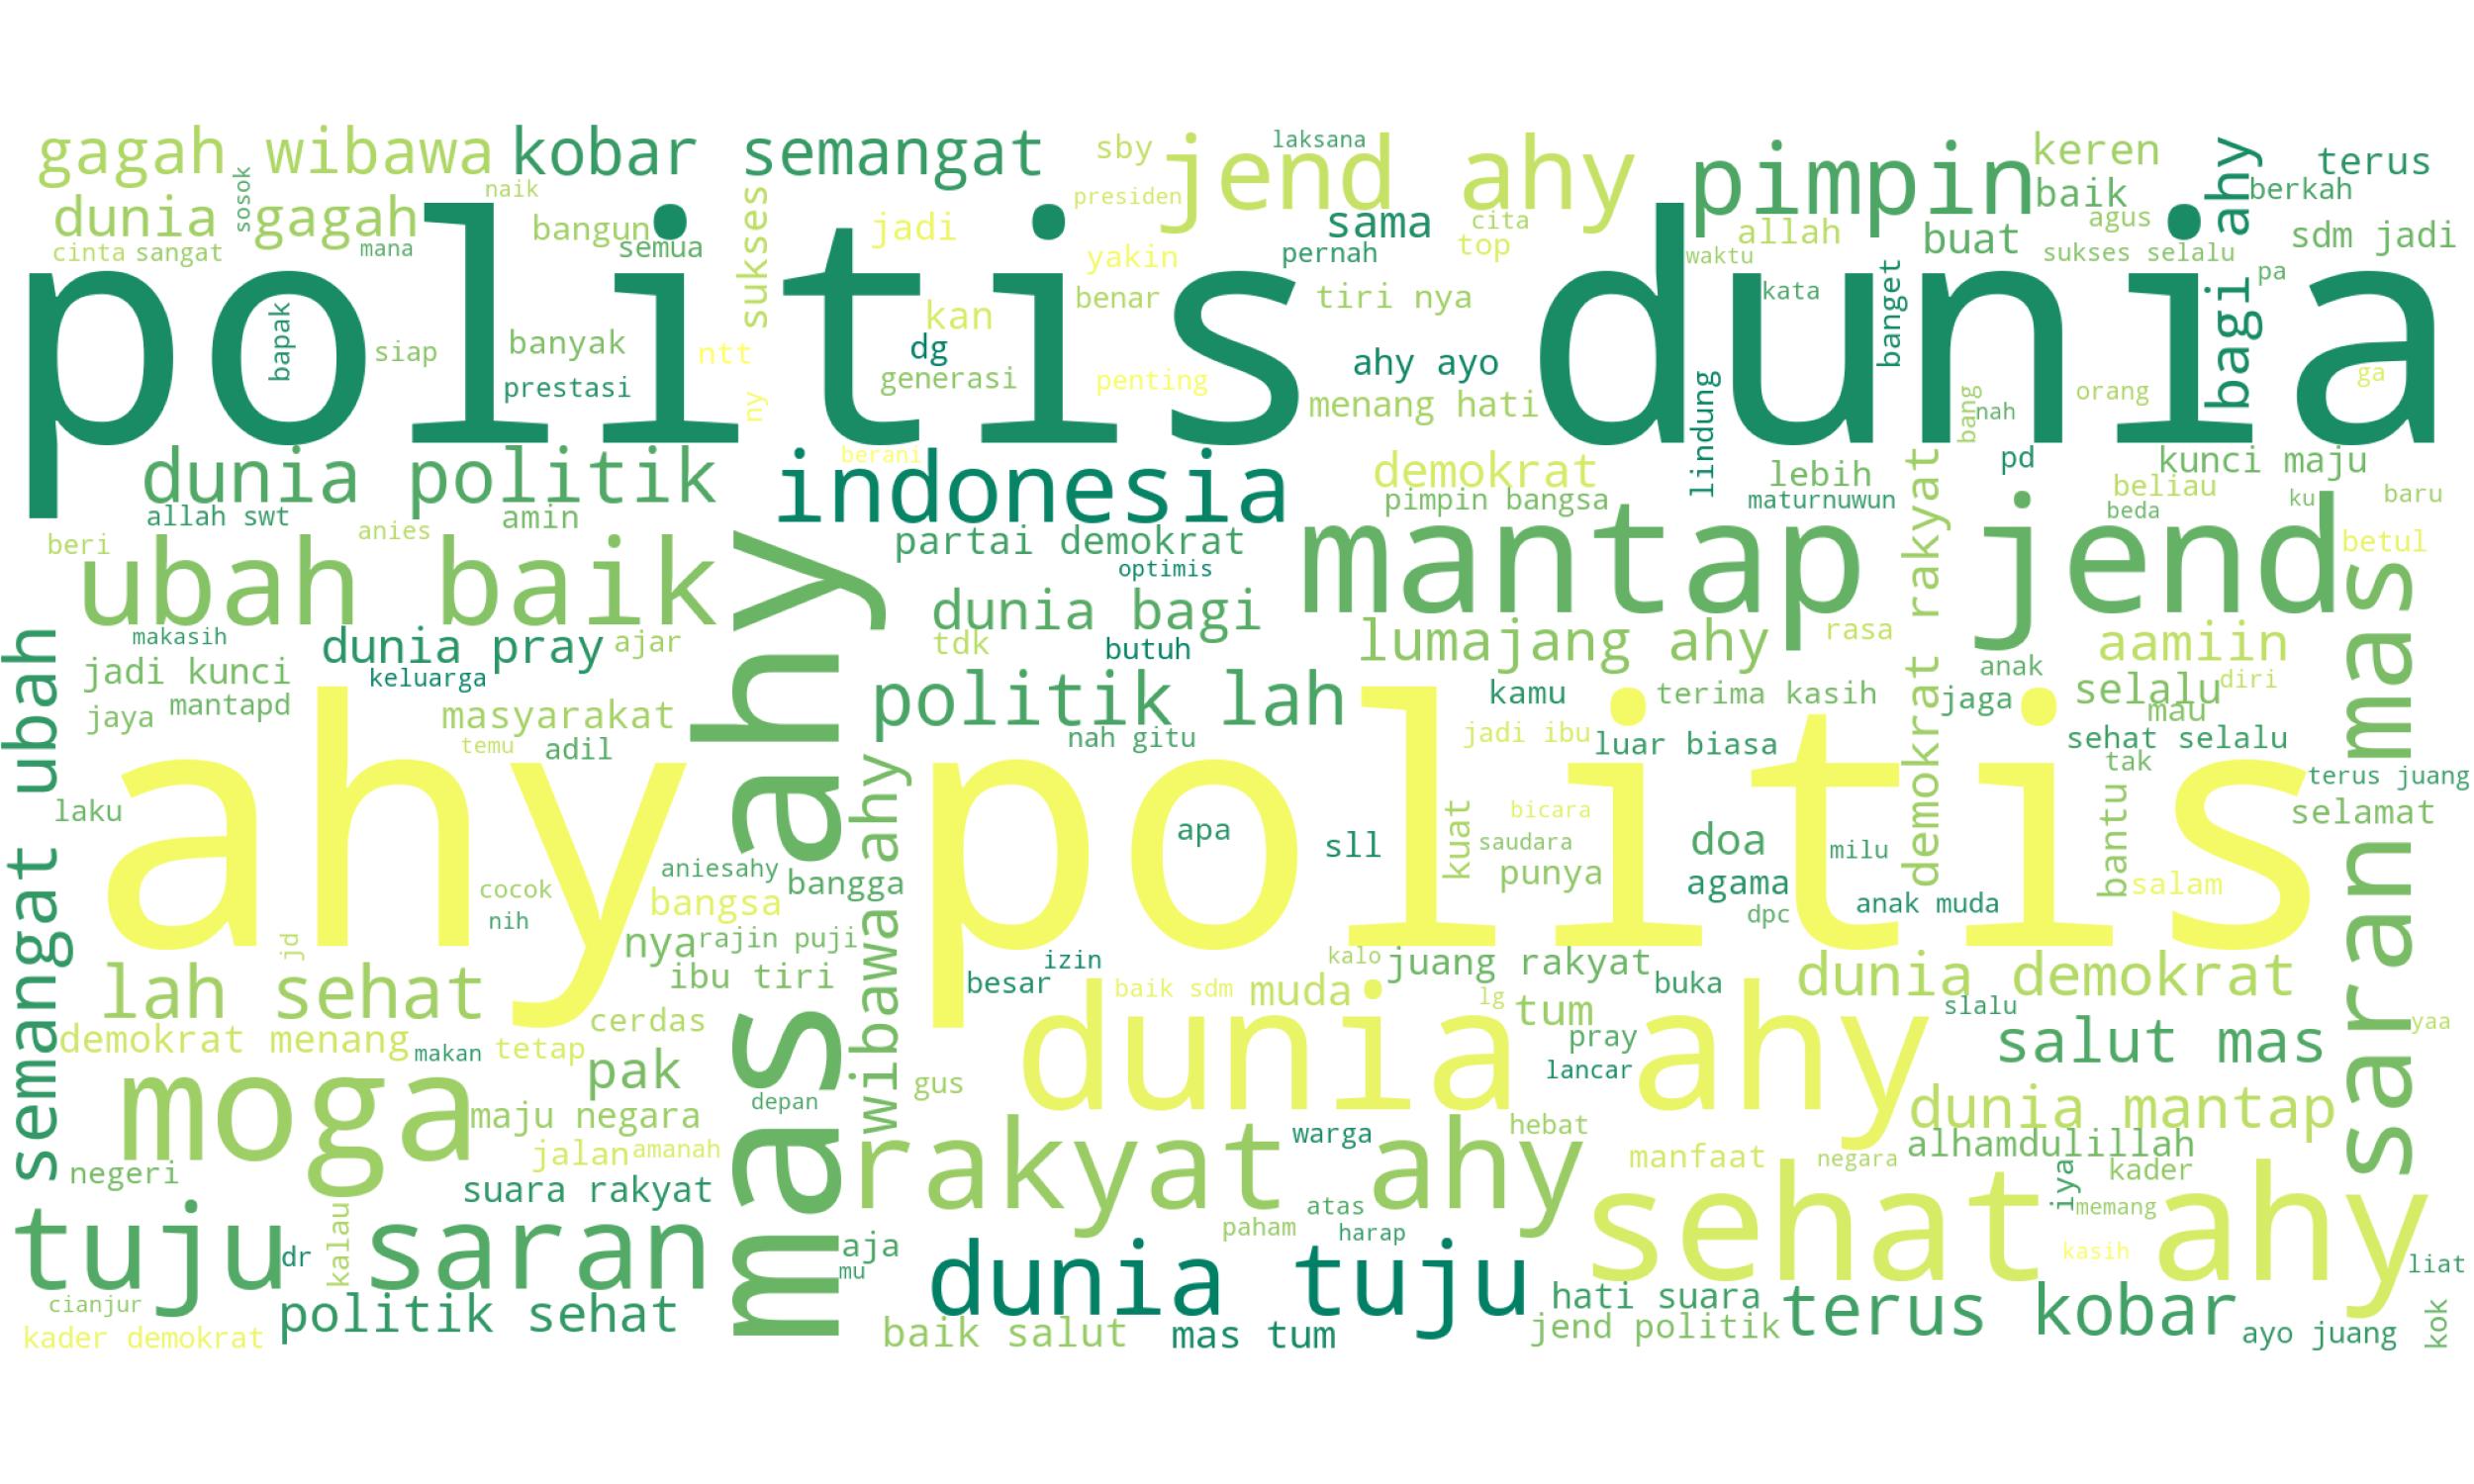 gagah wibawa
kobar semangat
sby
laksana
jend ahy
pimpin
keren
terus
sosok
naik
presiden
baik
berkah
dunia gagah
bangun
sukses
jadi
sama
cita
allah
agus
buat
bagi ahy
sdm jadi
cinta
sangat
mana
semua
yakin
pernah
top
waktu
sukses selalu
pa
politis dunia
bapak
siap
banyak
prestasi
ntt
ny
kan
dg
generasi
benar
penting
tiri nya
ahy ayo
menang hati
lindung
kata
banget
bang
nah
orang
ga
dunia politik
berani
indonesia
demokrat
lebih
pd
kunci maju
allah swt
amin
pimpin bangsa
maturnuwun
beliau
beda
ku
baru
beri
anies
ubah baik
mas ahy
partai demokrat
optimis
mantap jend
demokrat rakyat
betul
dunia bagi
semangat ubah
makasih
dunia pray
ajar
tdk
butuh
lumajang ahy
rasa
aamiin
saran mas
jadi kunci
keluarga
anak
jaya
mantapd
masyarakat
politik lah
kamu
terima kasih
jaga
selalu
diri
mau
temu
adil
nah gitu
jadi ibu
luar biasa
sehat selalu
tak
terus juang
ahy politis
laku
wibawa ahy
apa
sll
kuat
bicara
saudara
punya
doa
milu
bantu
selamat
aniesahy
cocok
nih
bangsa
bangga
agama
dpc
anak muda
salam
jd
nya
rajin puji
ibu tiri
izin
besar
kalo
juang rakyat
buka
dunia demokrat
lah sehat
baik sdm
muda
lg
tum
slalu
yaa
cerdas
demokrat menang
makan
tetap
dunia ahy
pray
lancar
salut mas
pak
depan
gus
moga
maju negara
warga
hebat
dunia mantap
jalan
amanah
rakyat ahy
manfaat
negara
alhamdulillah
kader
negeri
suara rakyat
atas
paham
harap
iya
memang
tuju saran
dr
kalau
aja
mu
sehat ahy
kasih
liat
dunia tuju
cianjur
politik sehat
hati suara
terus kobar
kok
kader demokrat
baik salut
mas tum
jend politik
ayo juang